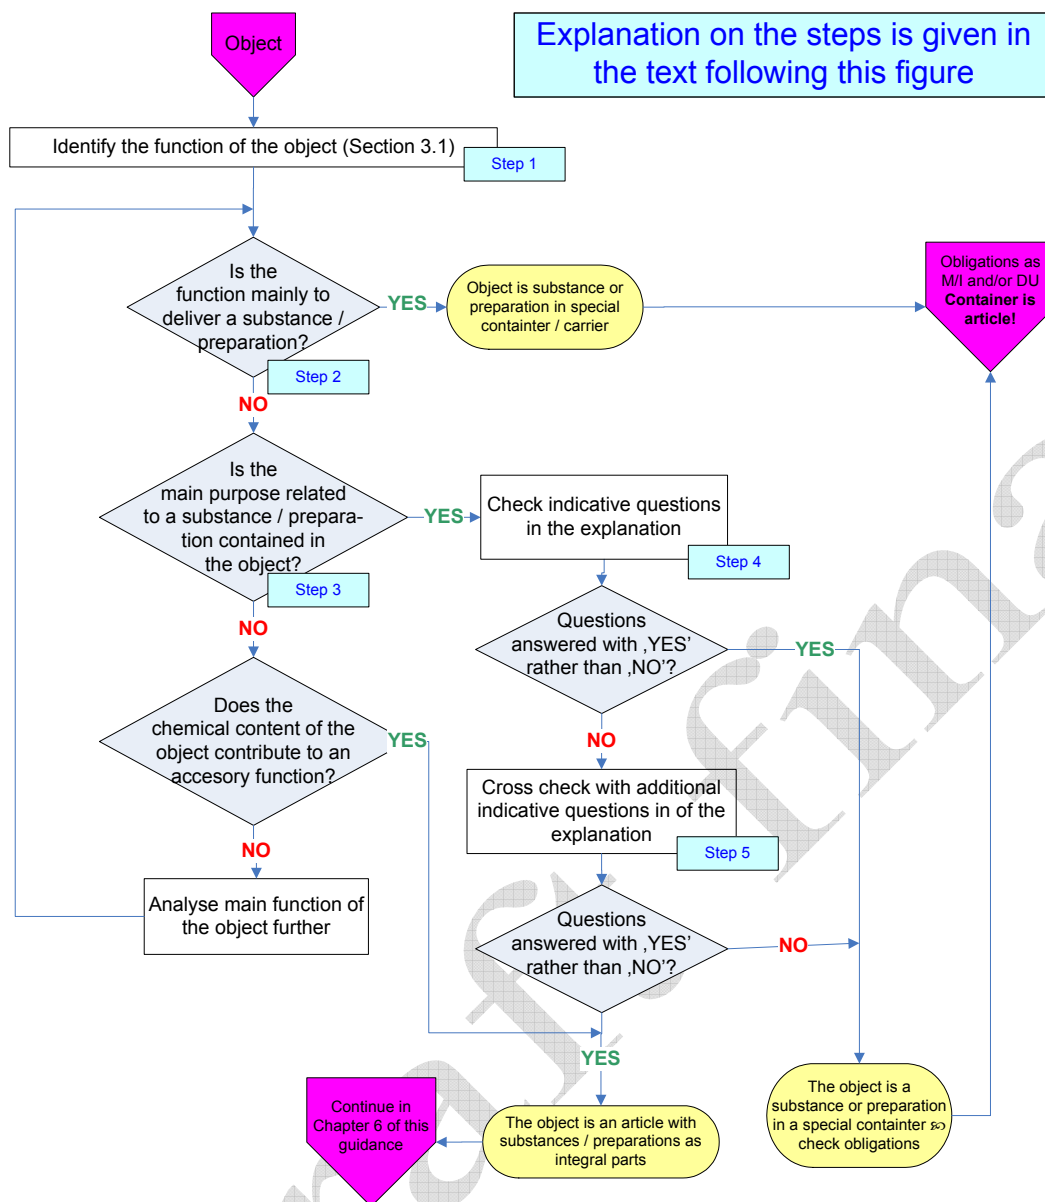 Object
Explanation on the steps is given in
the text following this figure
Identify the function of the object (Section 3.1)
Step 1
Is the
function mainly to
deliver a substance /
preparation?
Step 2
YES
Object is substance or
preparation in special
containter / carrier
Obligations as
M/I and/or DU
Container is
article!
NO
Is the
main purpose related
to a substance / prepara-
tion contained in
the object?
Step 3
YES
Check indicative questions
in the explanation
Step 4
NO
Questions
answered with ‚YES'
rather than ‚NO'?
YES
Does the
chemical content of the
object contribute to an
accesory function?
YES
NO
Cross check with additional
indicative questions in of the
explanation
Step 5
NO
Analyse main function of
the object further
Questions
answered with ‚YES'
rather than ‚NO'?
NO
YES
Continue in
Chapter 6 of this
guidance
The object is an article with
substances / preparations as
integral parts
The object is a
substance or preparation
in a special containter
check obligations